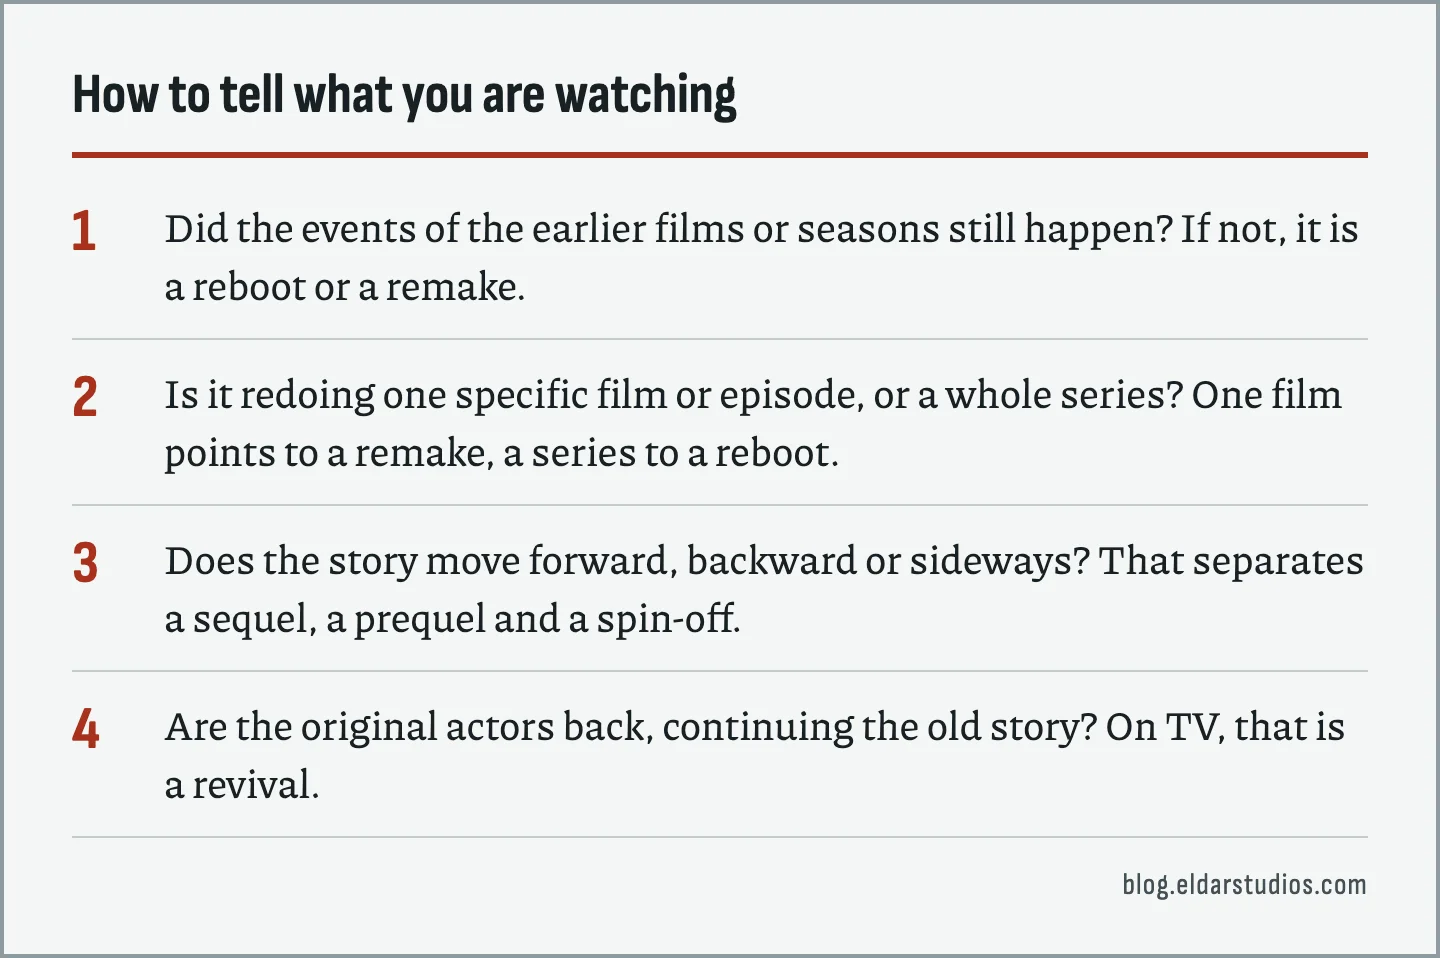 How to tell what you are watching
1
Did the events of the earlier films or seasons still happen? If not, it is
a reboot or a remake.
2
Is it redoing one specific film or episode, or a whole series? One film
points to a remake, a series to a reboot.
3
Does the story move forward, backward or sideways? That separates
a sequel, a prequel and a spin-off.
4
Are the original actors back, continuing the old story? On TV, that is
a revival.
blog.eldarstudios.com